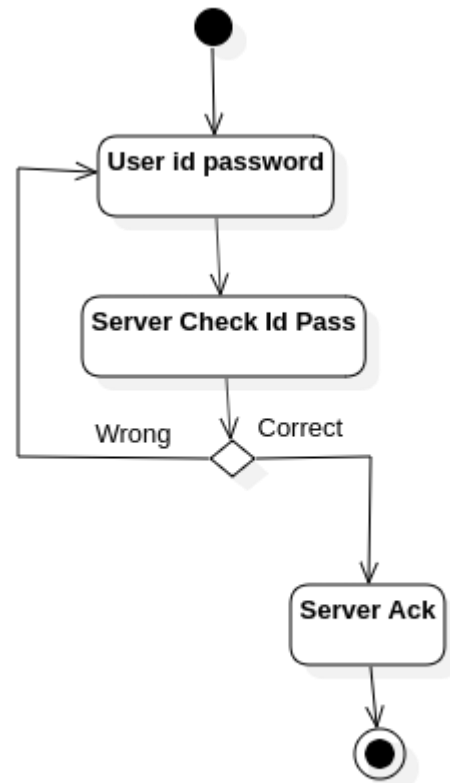 User id password
Server Check Id Pass
Wrong
Correct
Server Ack